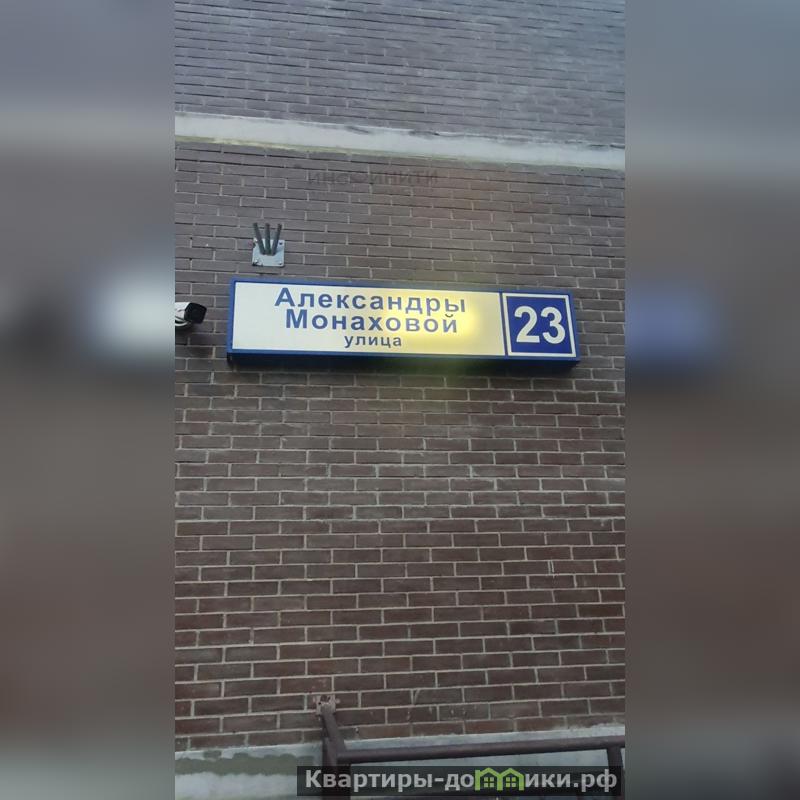 Александры
Монаховой
улица
23
Квартиры-домики.рф